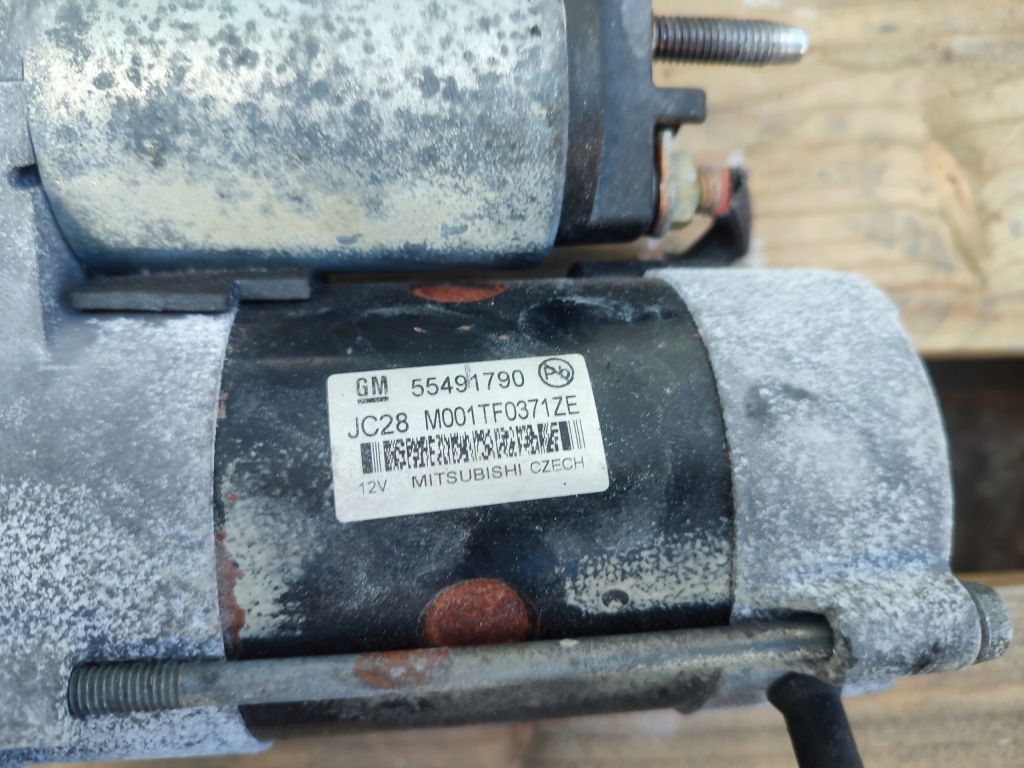 GM 55491790 Pb
JC28 M001TF0371ZE
12V MITSUBISHI CZECH